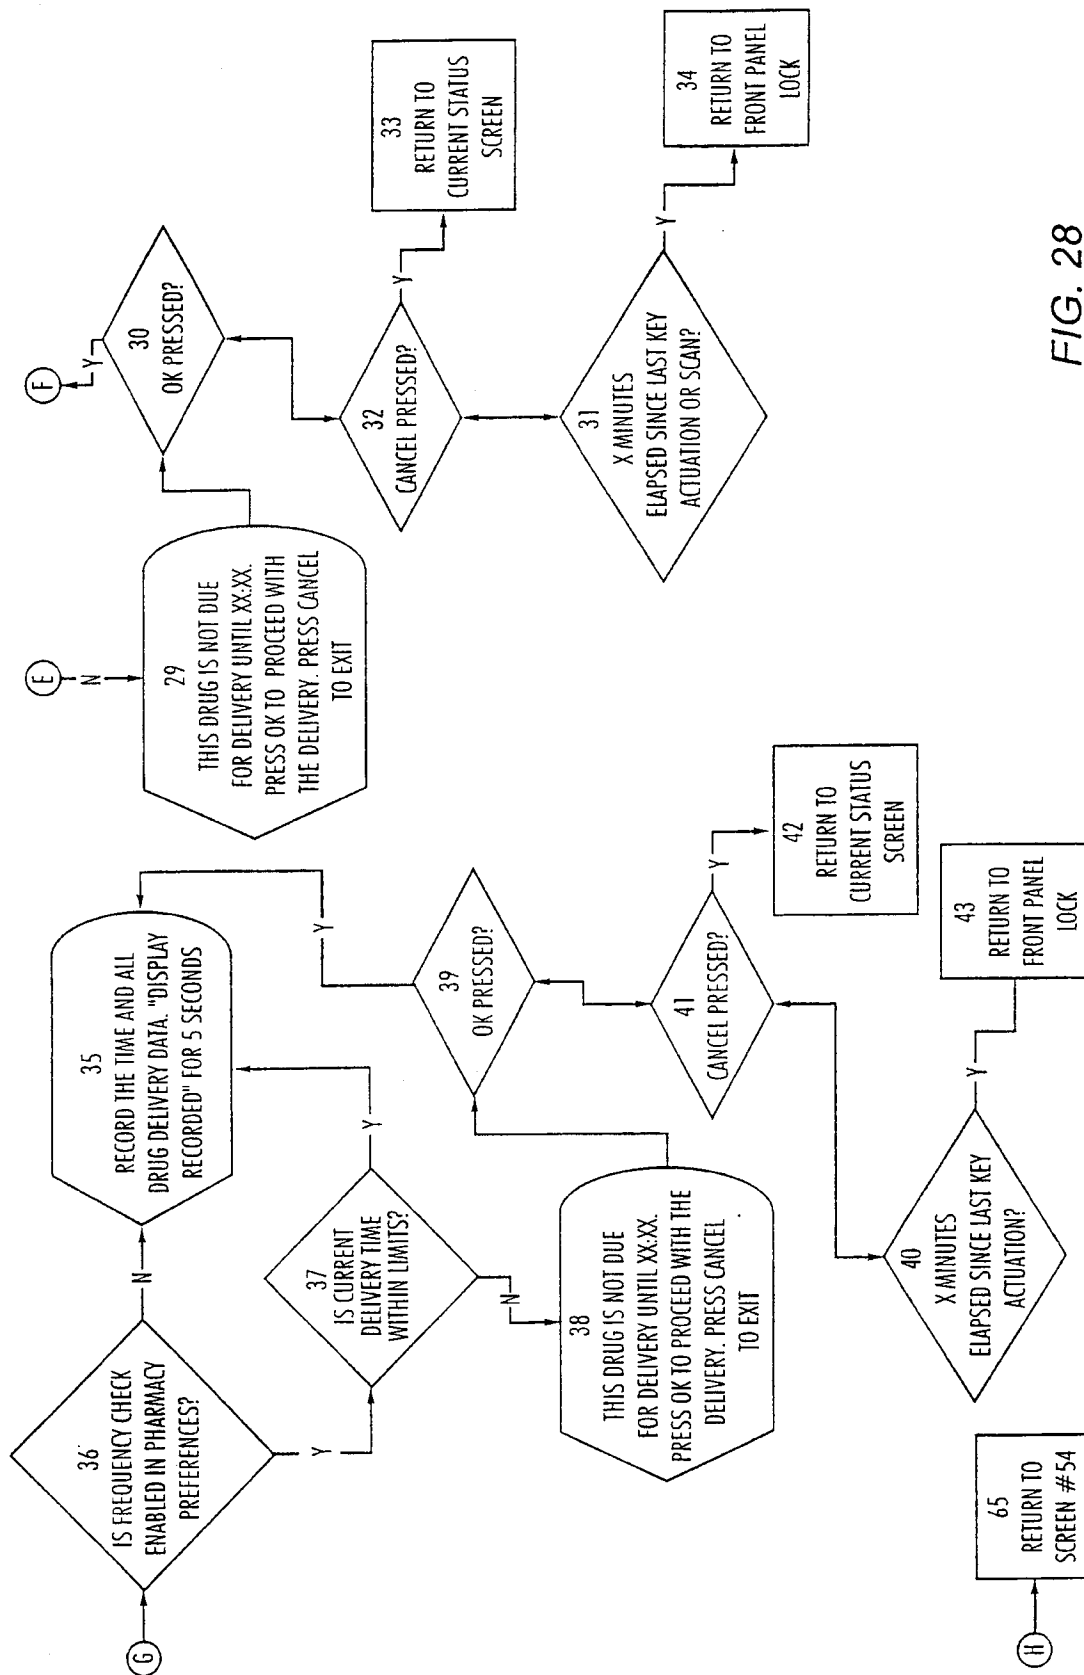 G
36
IS FREQUENCY CHECK
ENABLED IN PHARMACY
PREFERENCES?
N
Y
35
RECORD THE TIME AND ALL
DRUG DELIVERY DATA. "DISPLAY
RECORDED" FOR 5 SECONDS
37
IS CURRENT
DELIVERY TIME
WITHIN LIMITS?
Y
N
38
THIS DRUG IS NOT DUE
FOR DELIVERY UNTIL XX:XX.
PRESS OK TO PROCEED WITH THE
DELIVERY. PRESS CANCEL
TO EXIT
39
OK PRESSED?
Y
41
CANCEL PRESSED?
Y
42
RETURN TO
CURRENT STATUS
SCREEN
40
X MINUTES
ELAPSED SINCE LAST KEY
ACTUATION?
Y
43
RETURN TO
FRONT PANEL
LOCK
H
65
RETURN TO
SCREEN #54
E
N
29
THIS DRUG IS NOT DUE
FOR DELIVERY UNTIL XX:XX.
PRESS OK TO PROCEED WITH
THE DELIVERY. PRESS CANCEL
TO EXIT
F
Y
30
OK PRESSED?
32
CANCEL PRESSED?
Y
33
RETURN TO
CURRENT STATUS
SCREEN
31
X MINUTES
ELAPSED SINCE LAST KEY
ACTUATION OR SCAN?
Y
34
RETURN TO
FRONT PANEL
LOCK
FIG. 28